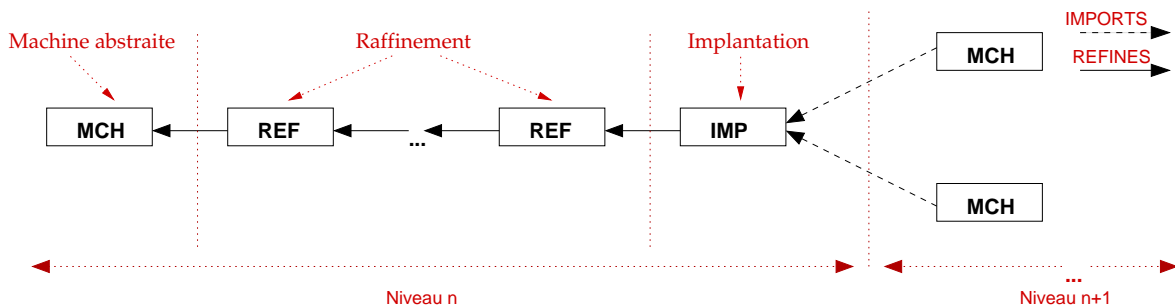 Machine abstraite
Raffinement
Implantation
IMPORTS
REFINES
MCH
REF
...
REF
IMP
MCH
MCH
...
Niveau n
Niveau n+1